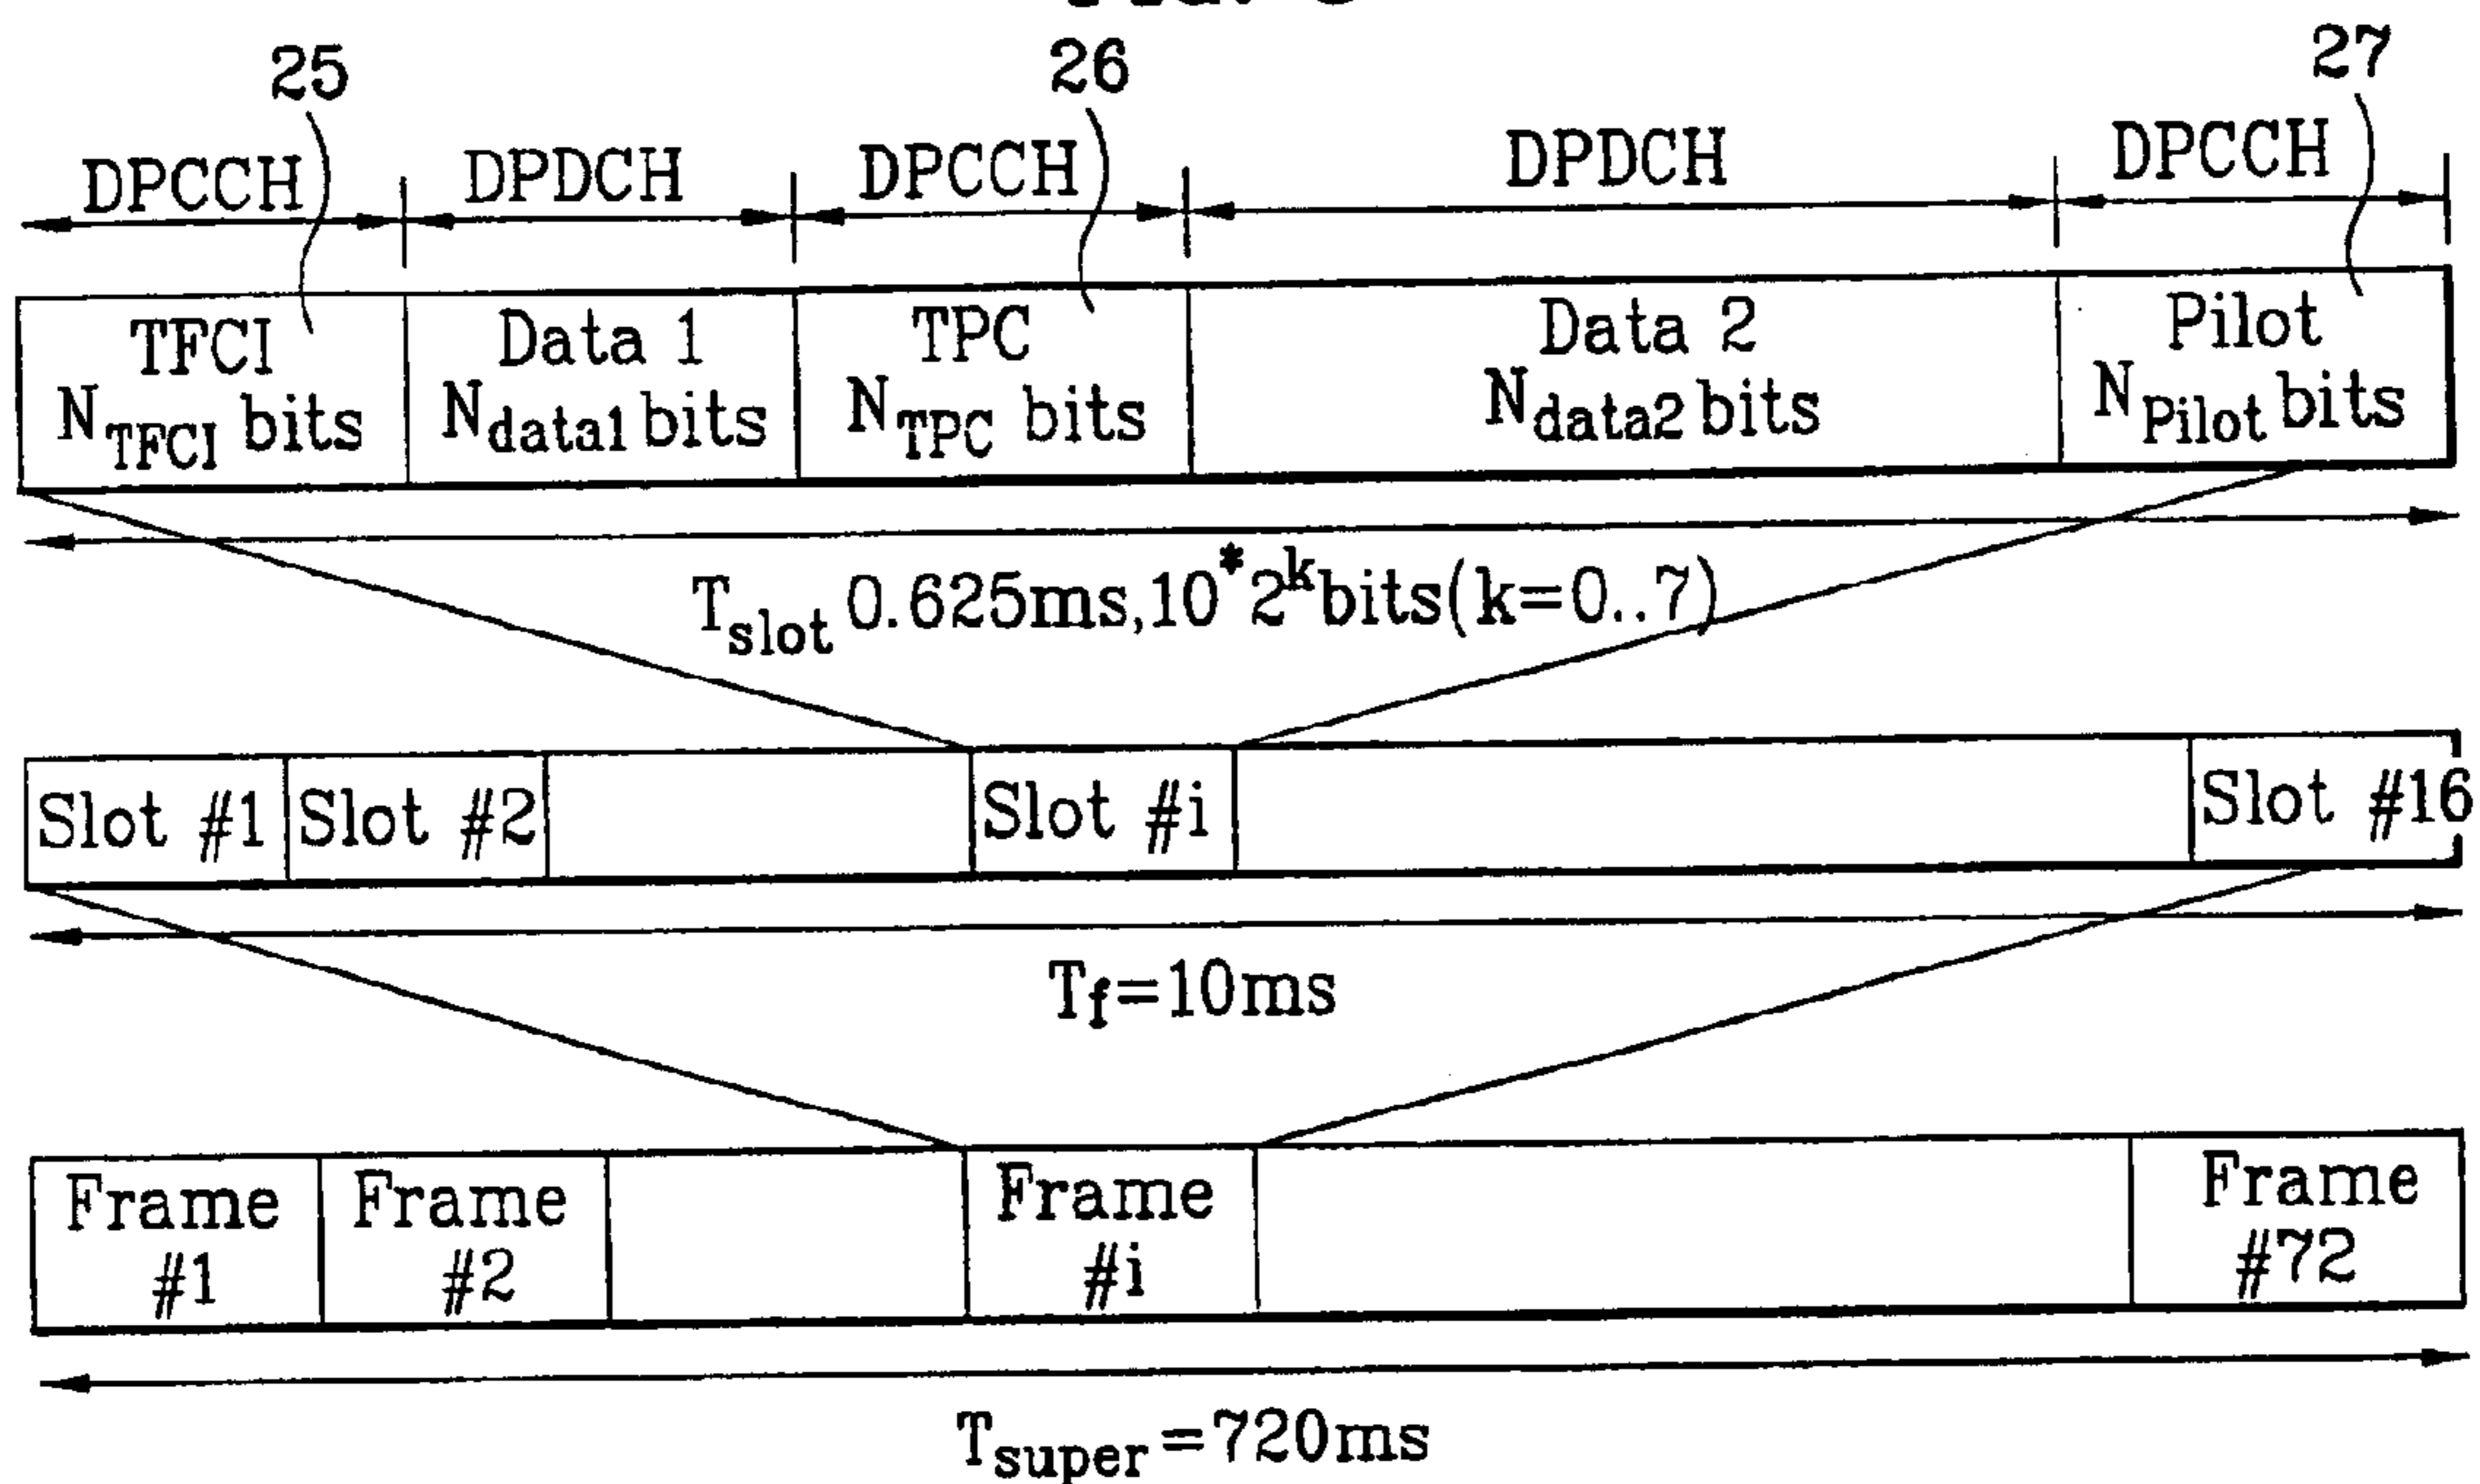 25 26 27
DPCCH DPDCH DPCCH DPDCH DPCCH
TFCI Data 1 TPC Data 2 Pilot
N_TFCI bits N_data1 bits N_TPC bits N_data2 bits N_Pilot bits
T_slot 0.625ms,10*2^k bits(k=0..7)
Slot #1 Slot #2 Slot #i Slot #16
T_f=10ms
Frame Frame Frame Frame
#1 #2 #i #72
T_super=720ms